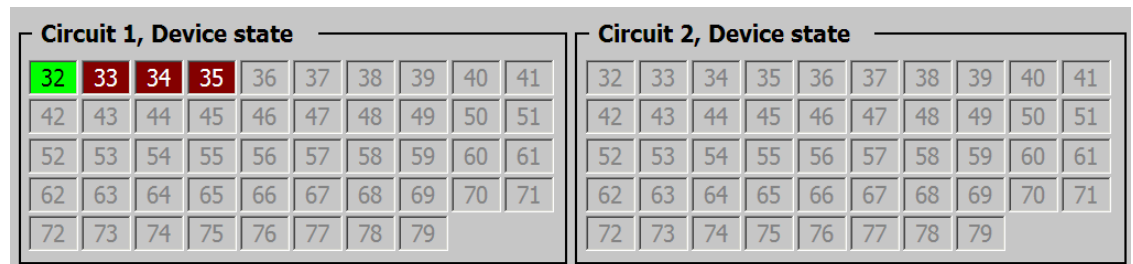 Circuit 1, Device state
32 33 34 35 36 37 38 39 40 41
42 43 44 45 46 47 48 49 50 51
52 53 54 55 56 57 58 59 60 61
62 63 64 65 66 67 68 69 70 71
72 73 74 75 76 77 78 79
Circuit 2, Device state
32 33 34 35 36 37 38 39 40 41
42 43 44 45 46 47 48 49 50 51
52 53 54 55 56 57 58 59 60 61
62 63 64 65 66 67 68 69 70 71
72 73 74 75 76 77 78 79